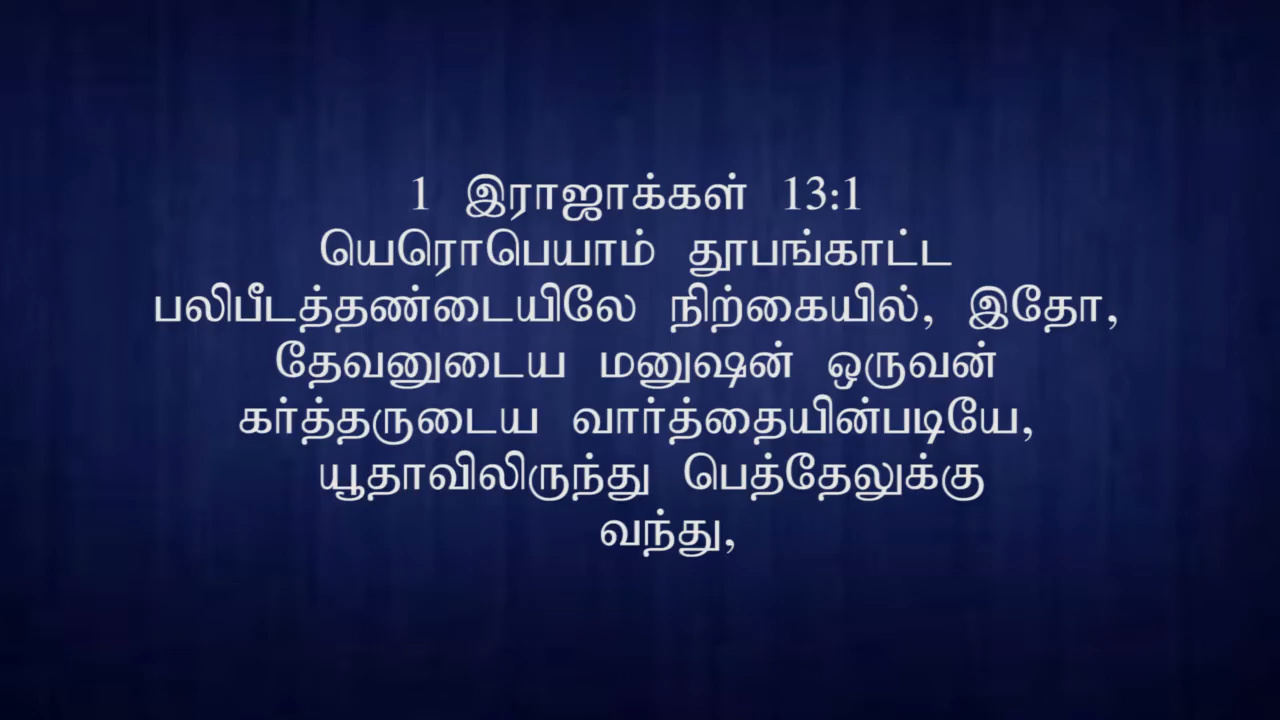 1 இராஜாக்கள் 13:1
யெரொபெயாம் தூபங்காட்ட
பலிபீடத்தண்டையிலே நிற்கையில், இதோ,
தேவனுடைய மனுஷன் ஒருவன்
கர்த்தருடைய வார்த்தையின்படியே,
யூதாவிலிருந்து பெத்தேலுக்கு
வந்து,